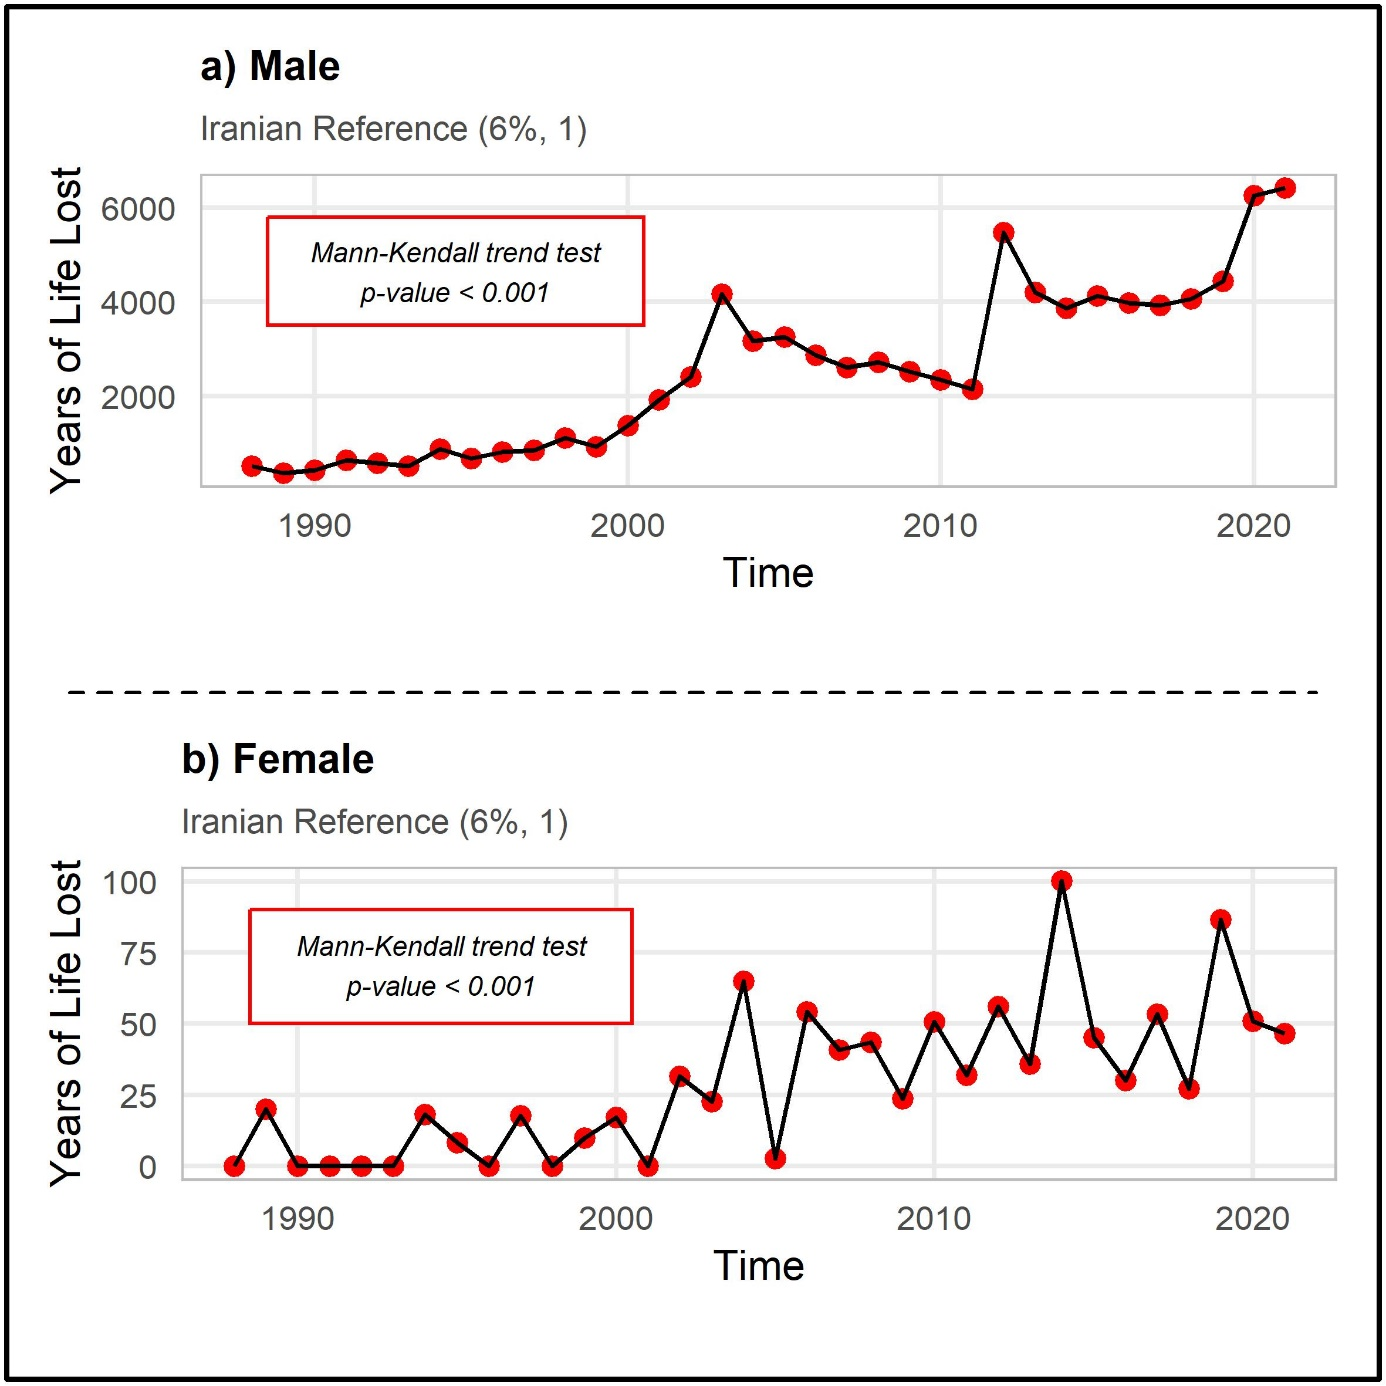 a) Male
Iranian Reference (6%, 1)
Years of Life Lost
6000
4000
2000
Mann-Kendall trend test
p-value < 0.001
1990 2000 2010 2020
Time
b) Female
Iranian Reference (6%, 1)
Years of Life Lost
100
75
50
25
0
Mann-Kendall trend test
p-value < 0.001
1990 2000 2010 2020
Time